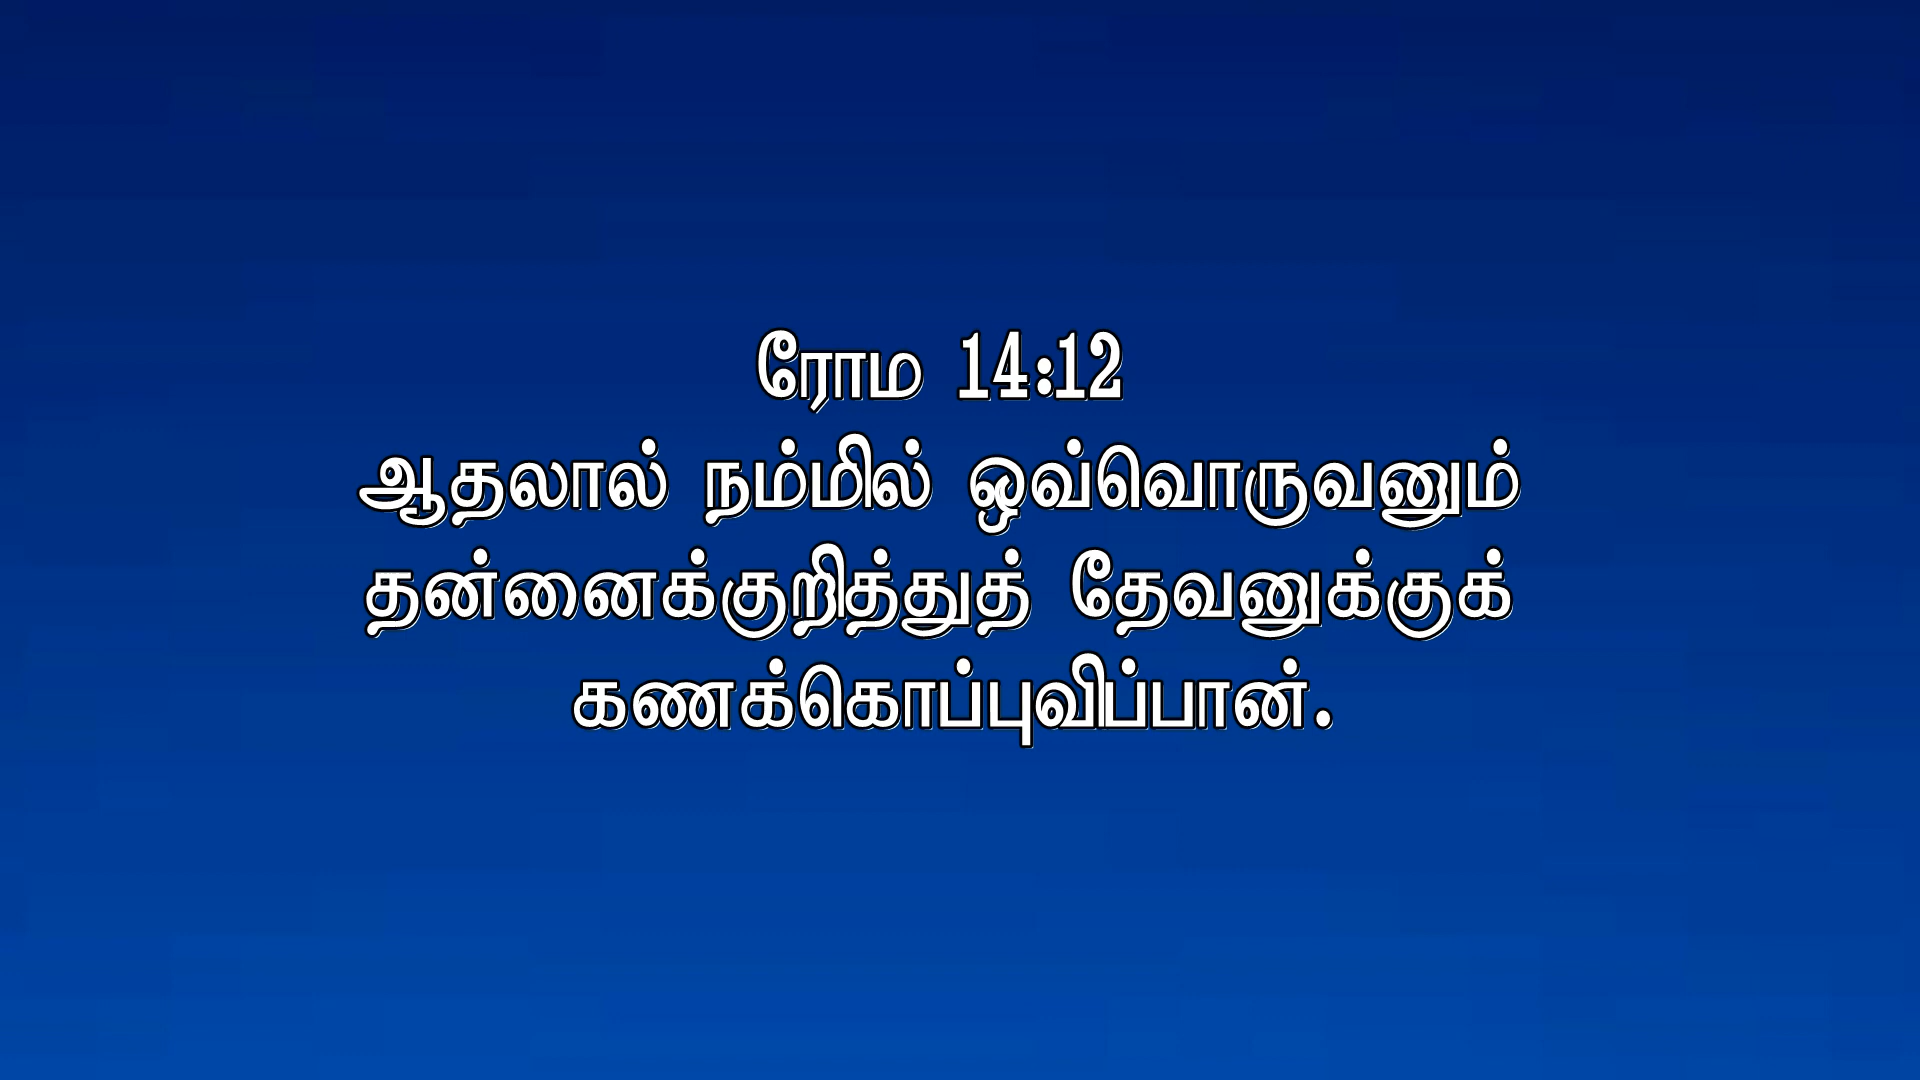 ரோம 14:12
ஆதலால் நம்மில் ஒவ்வொருவனும்
தன்னைக்குறித்துத் தேவனுக்குக்
கணக்கொப்புவிப்பான்.